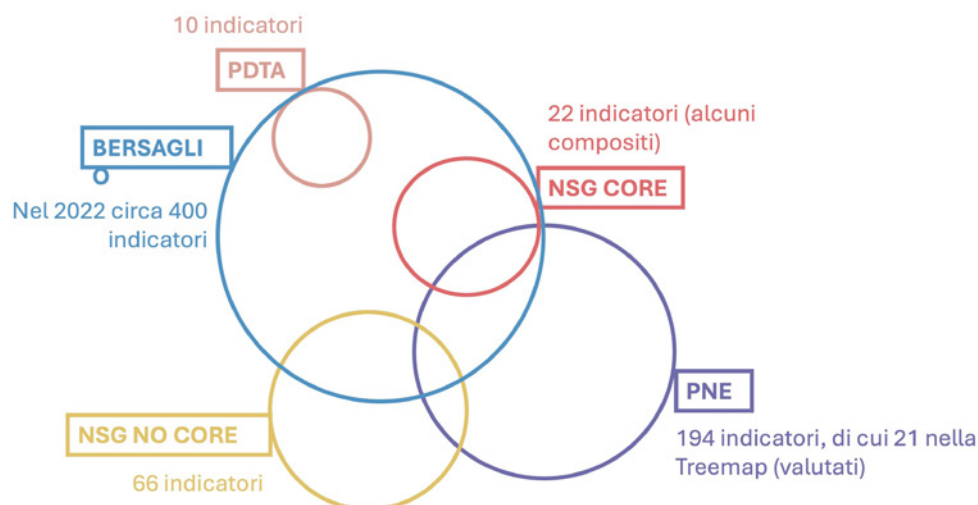 10 indicatori
PDTA
22 indicatori (alcuni
compositi)
BERSAGLI
O
NSG CORE
Nel 2022 circa 400
indicatori
PNE
NSG NO CORE
194 indicatori, di cui 21 nella
Treemap (valutati)
66 indicatori